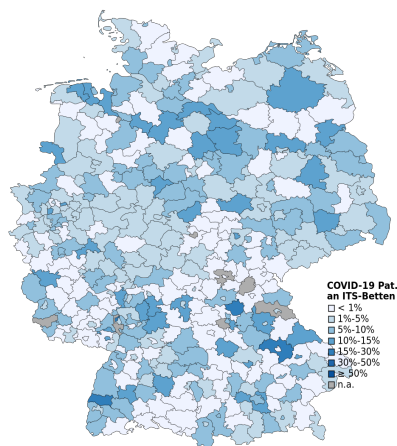 COVID-19 Pat.
an ITS-Betten
< 1%
1%-5%
5%-10%
10%-15%
15%-30%
30%-50%
≥ 50%
n.a.